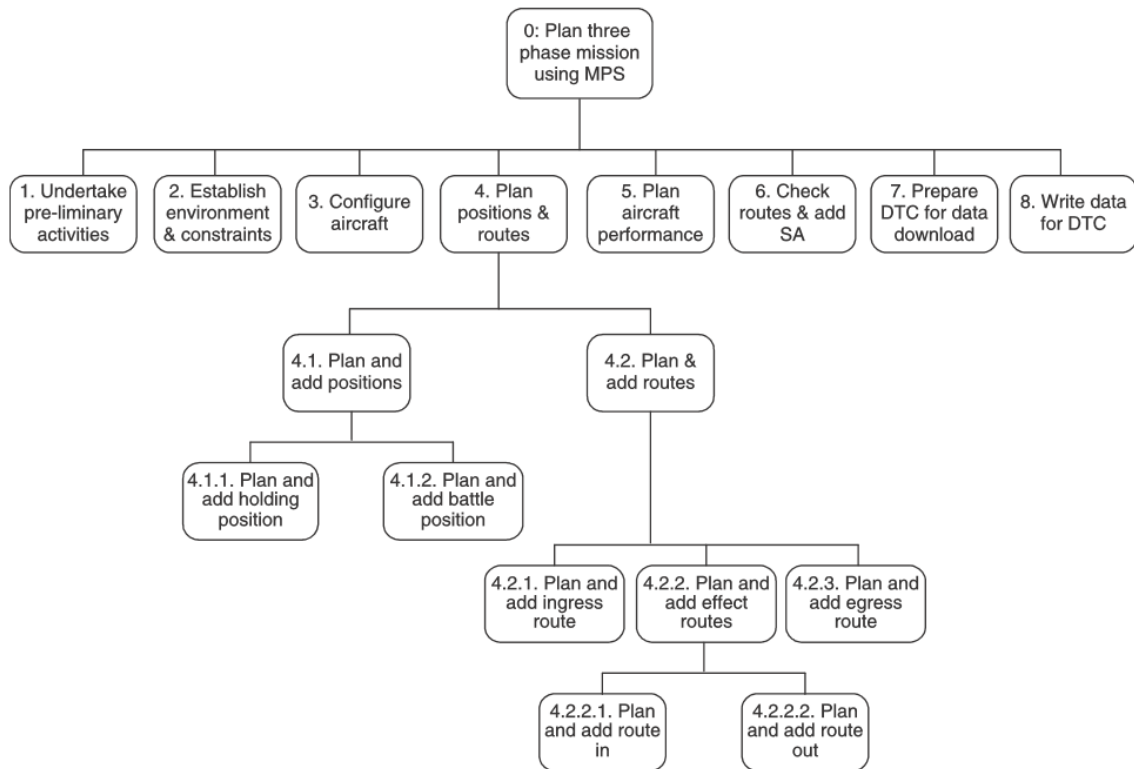 0: Plan three
phase mission
using MPS
1. Undertake
pre-liminary
activities
2. Establish
environment
& constraints
3. Configure
aircraft
4. Plan
positions &
routes
5. Plan
aircraft
performance
6. Check
routes & add
SA
7. Prepare
DTC for data
download
8. Write data
for DTC
4.1. Plan and
add positions
4.2. Plan &
add routes
4.1.1. Plan and
add holding
position
4.1.2. Plan and
add battle
position
4.2.1. Plan and
add ingress
route
4.2.2. Plan and
add effect
routes
4.2.3. Plan and
add egress
route
4.2.2.1. Plan
and add route
in
4.2.2.2. Plan
and add route
out